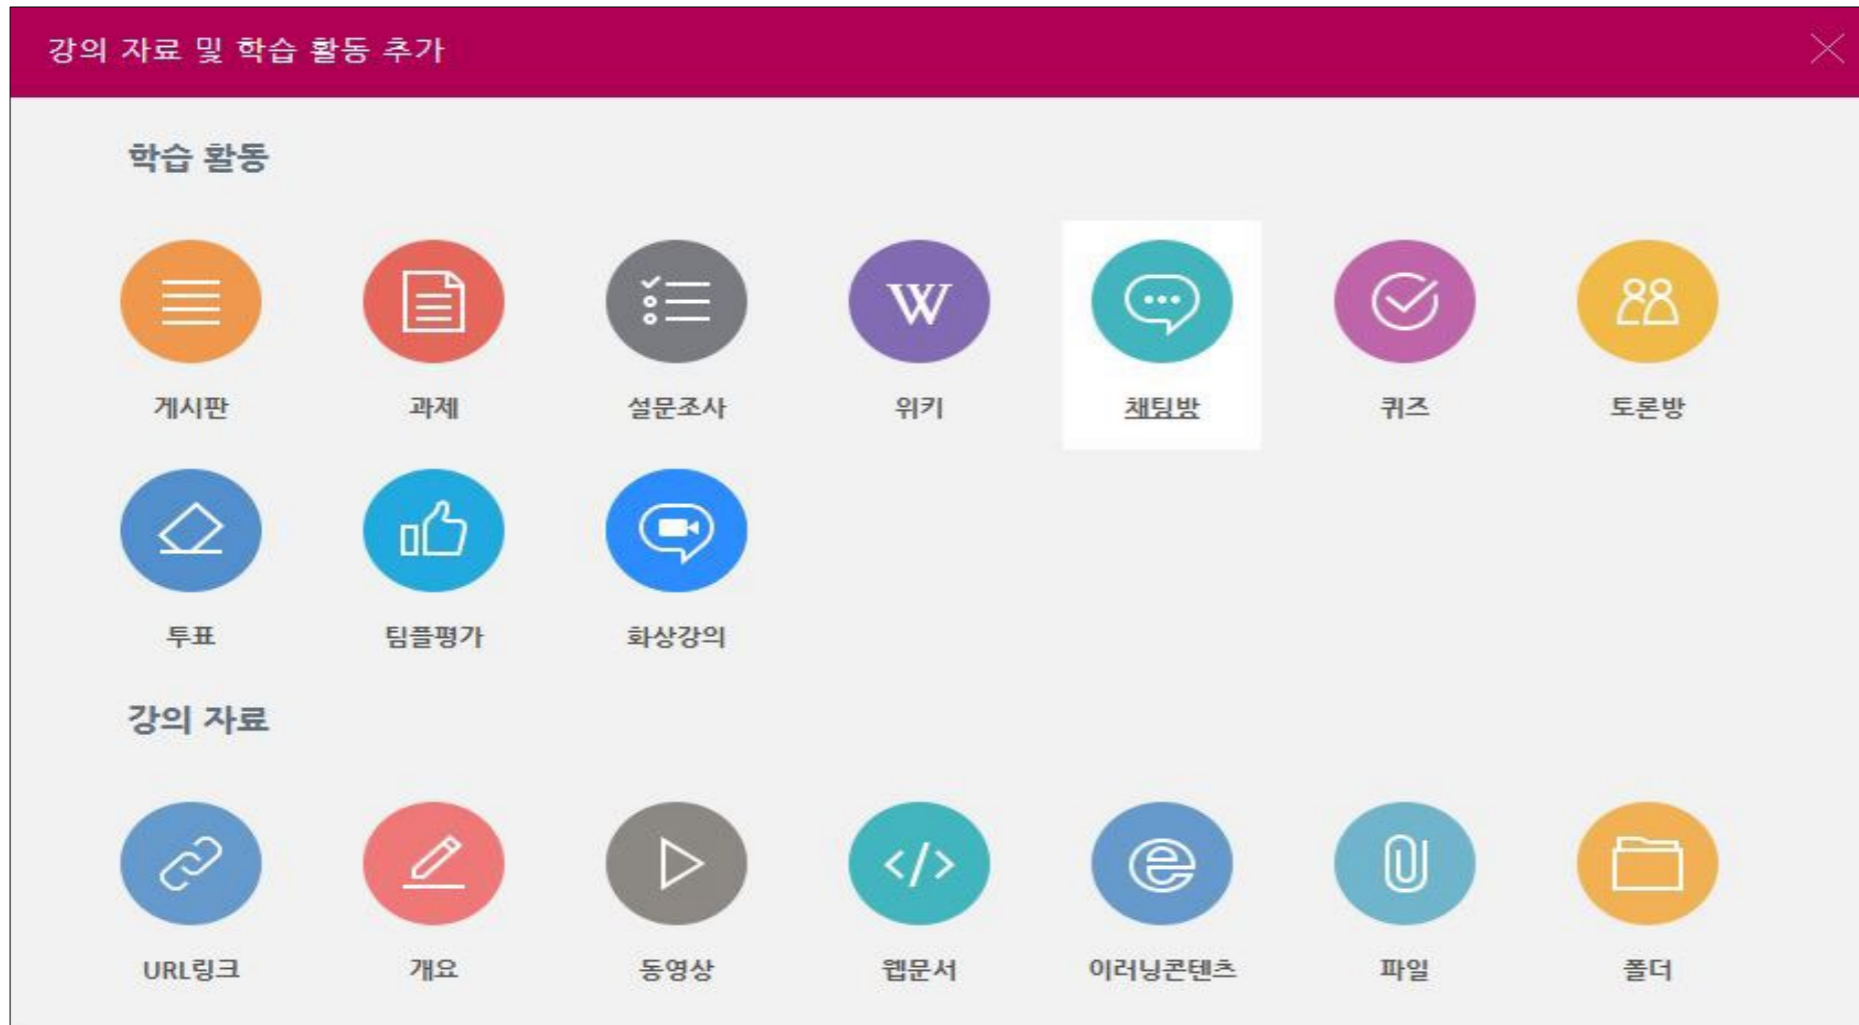 강의 자료 및 학습 활동 추가
학습 활동
게시판 과제 설문조사 위키 채팅방 퀴즈 토론방
투표 팀플평가 화상강의
강의 자료
URL링크 개요 동영상 웹문서 이러닝콘텐츠 파일 폴더